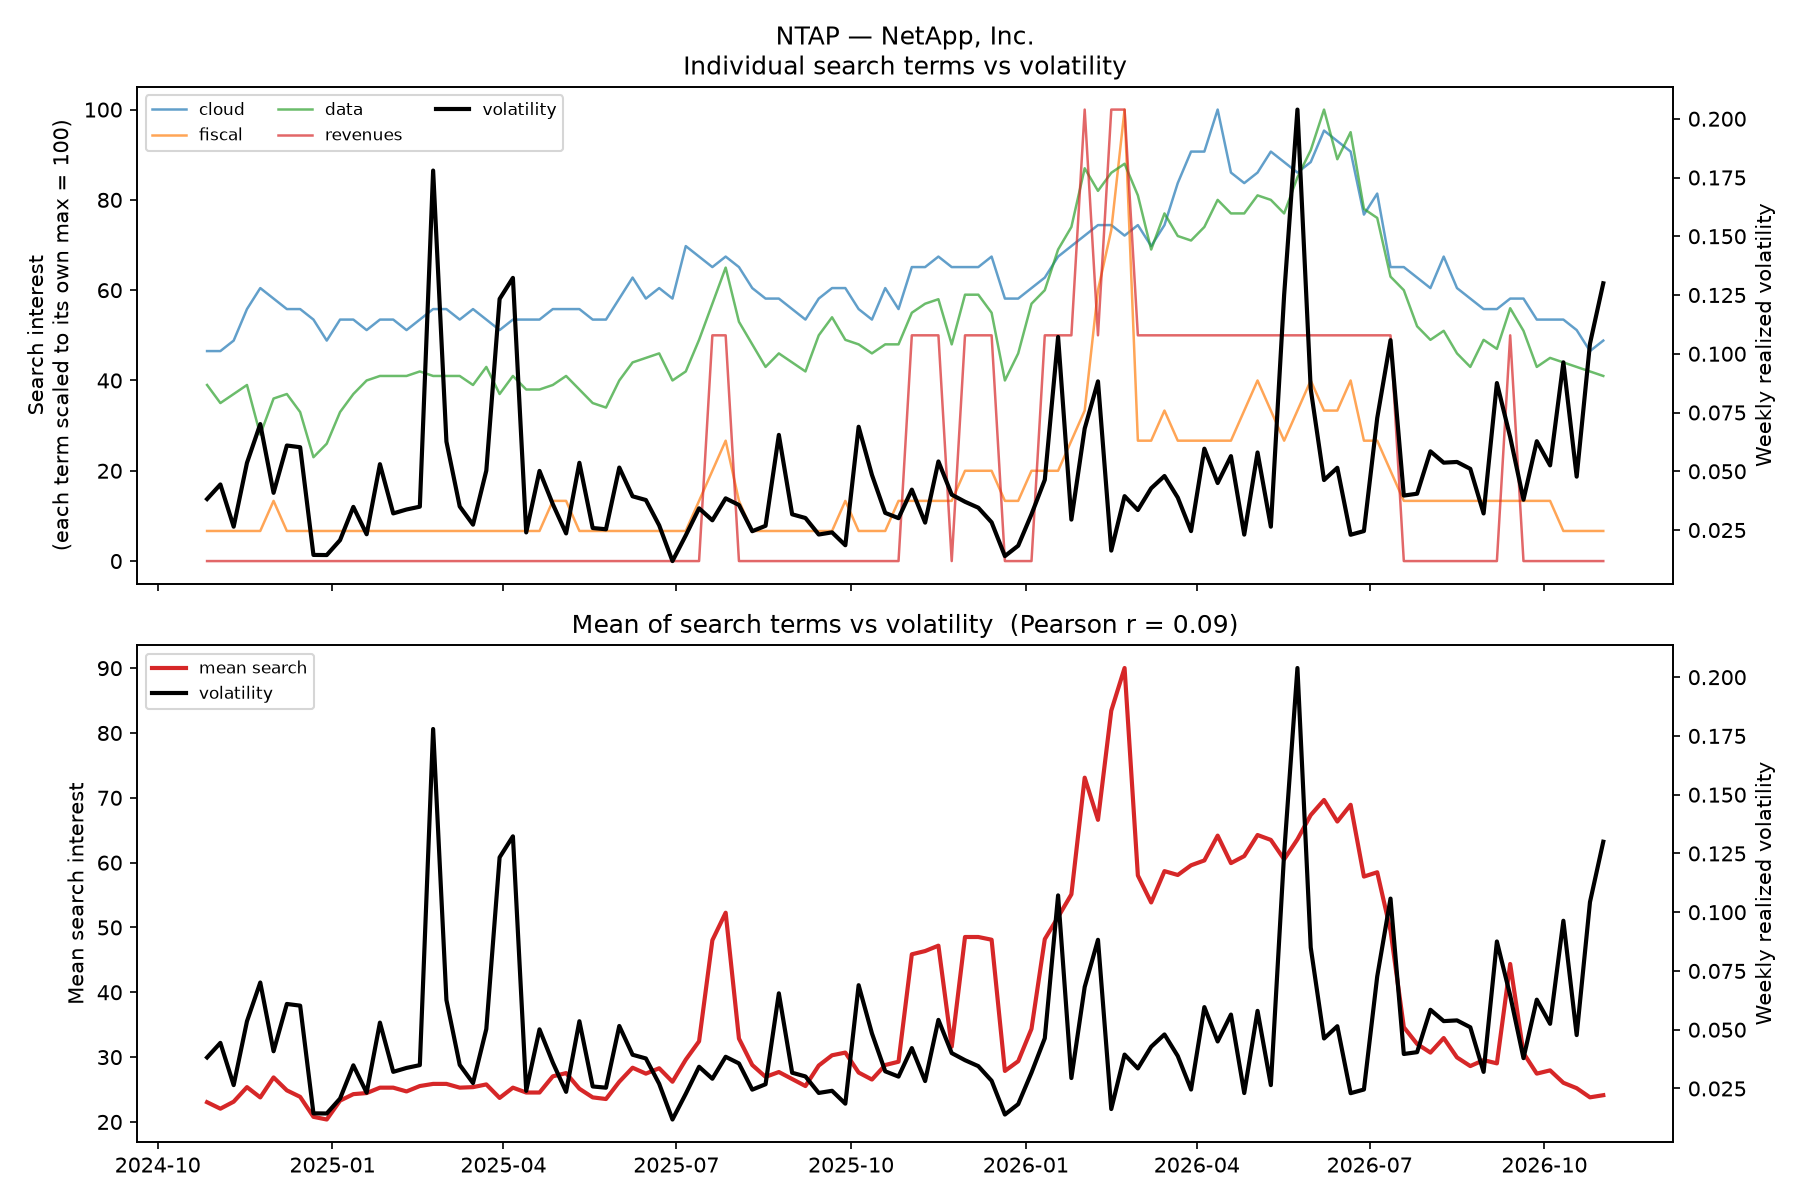 NTAP — NetApp, Inc.
Individual search terms vs volatility
cloud
fiscal
data
revenues
volatility
Search interest
(each term scaled to its own max = 100)
100
80
60
40
20
0
0.200
0.175
0.150
0.125
0.100
0.075
0.050
0.025
Weekly realized volatility
Mean of search terms vs volatility  (Pearson r = 0.09)
mean search
volatility
Mean search interest
90
80
70
60
50
40
30
20
0.200
0.175
0.150
0.125
0.100
0.075
0.050
0.025
Weekly realized volatility
2024-10
2025-01
2025-04
2025-07
2025-10
2026-01
2026-04
2026-07
2026-10